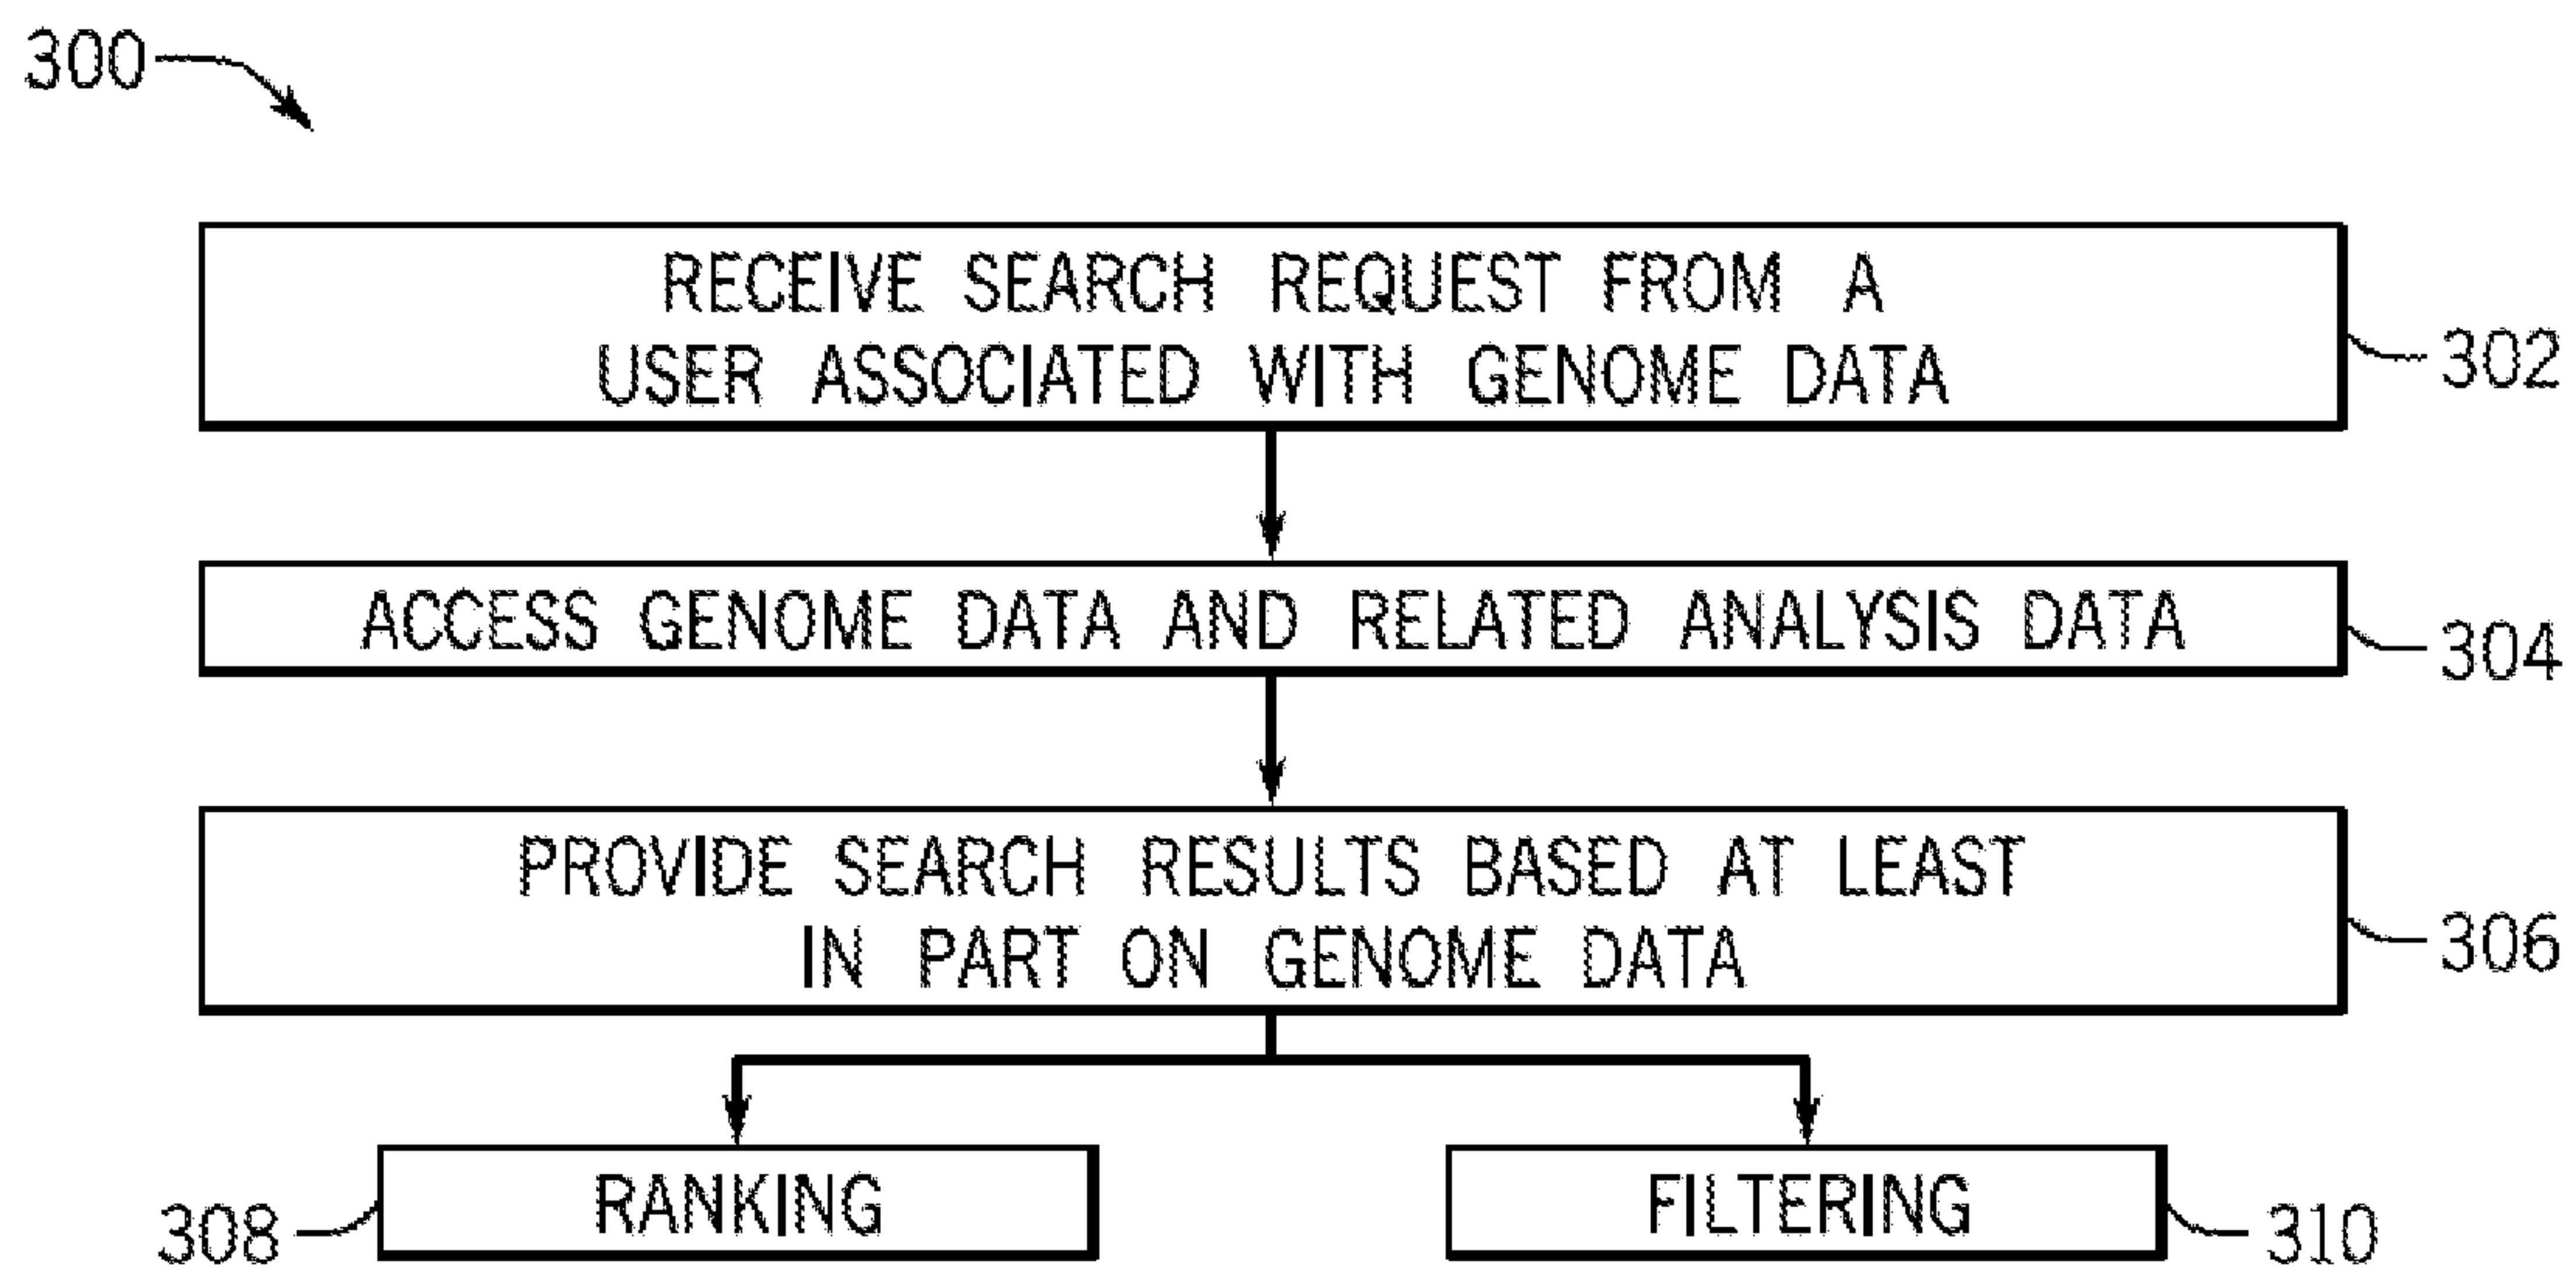 300
RECEIVE SEARCH REQUEST FROM A
USER ASSOCIATED WITH GENOME DATA
302
ACCESS GENOME DATA AND RELATED ANALYSIS DATA
304
PROVIDE SEARCH RESULTS BASED AT LEAST
IN PART ON GENOME DATA
306
308
RANKING
FILTERING
310